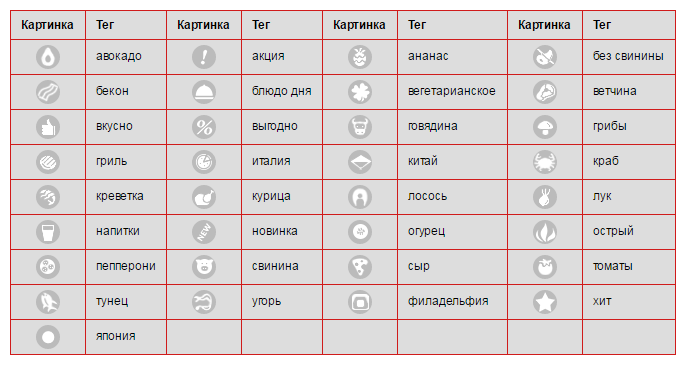 Картинка Тег Картинка Тег Картинка Тег Картинка Тег
авокадо акция ананас без свинины
бекон блюдо дня вегетарианское ветчина
вкусно % выгодно говядина грибы
гриль италия китай краб
креветка курица лосось лук
напитки NEW новинка огурец острый
пепперони свинина сыр томаты
тунец угорь филадельфия хит
япония